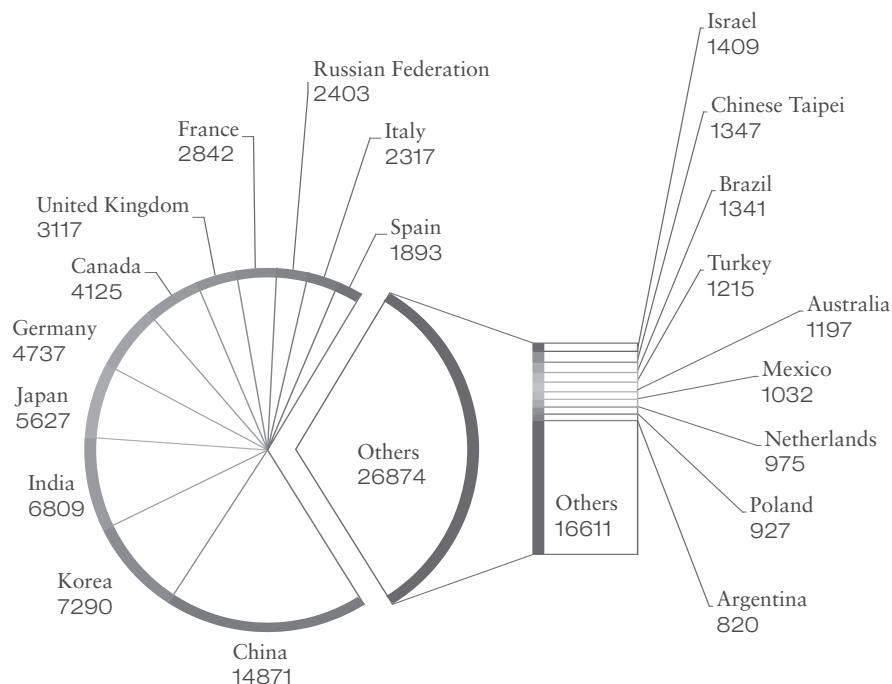 Israel
1409
Russian Federation
2403
Chinese Taipei
1347
France
2842
Italy
2317
Brazil
1341
United Kingdom
3117
Spain
1893
Canada
4125
Turkey
1215
Australia
1197
Germany
4737
Mexico
1032
Japan
5627
Others
26874
Netherlands
975
India
6809
Others
16611
Poland
927
Korea
7290
Argentina
820
China
14871